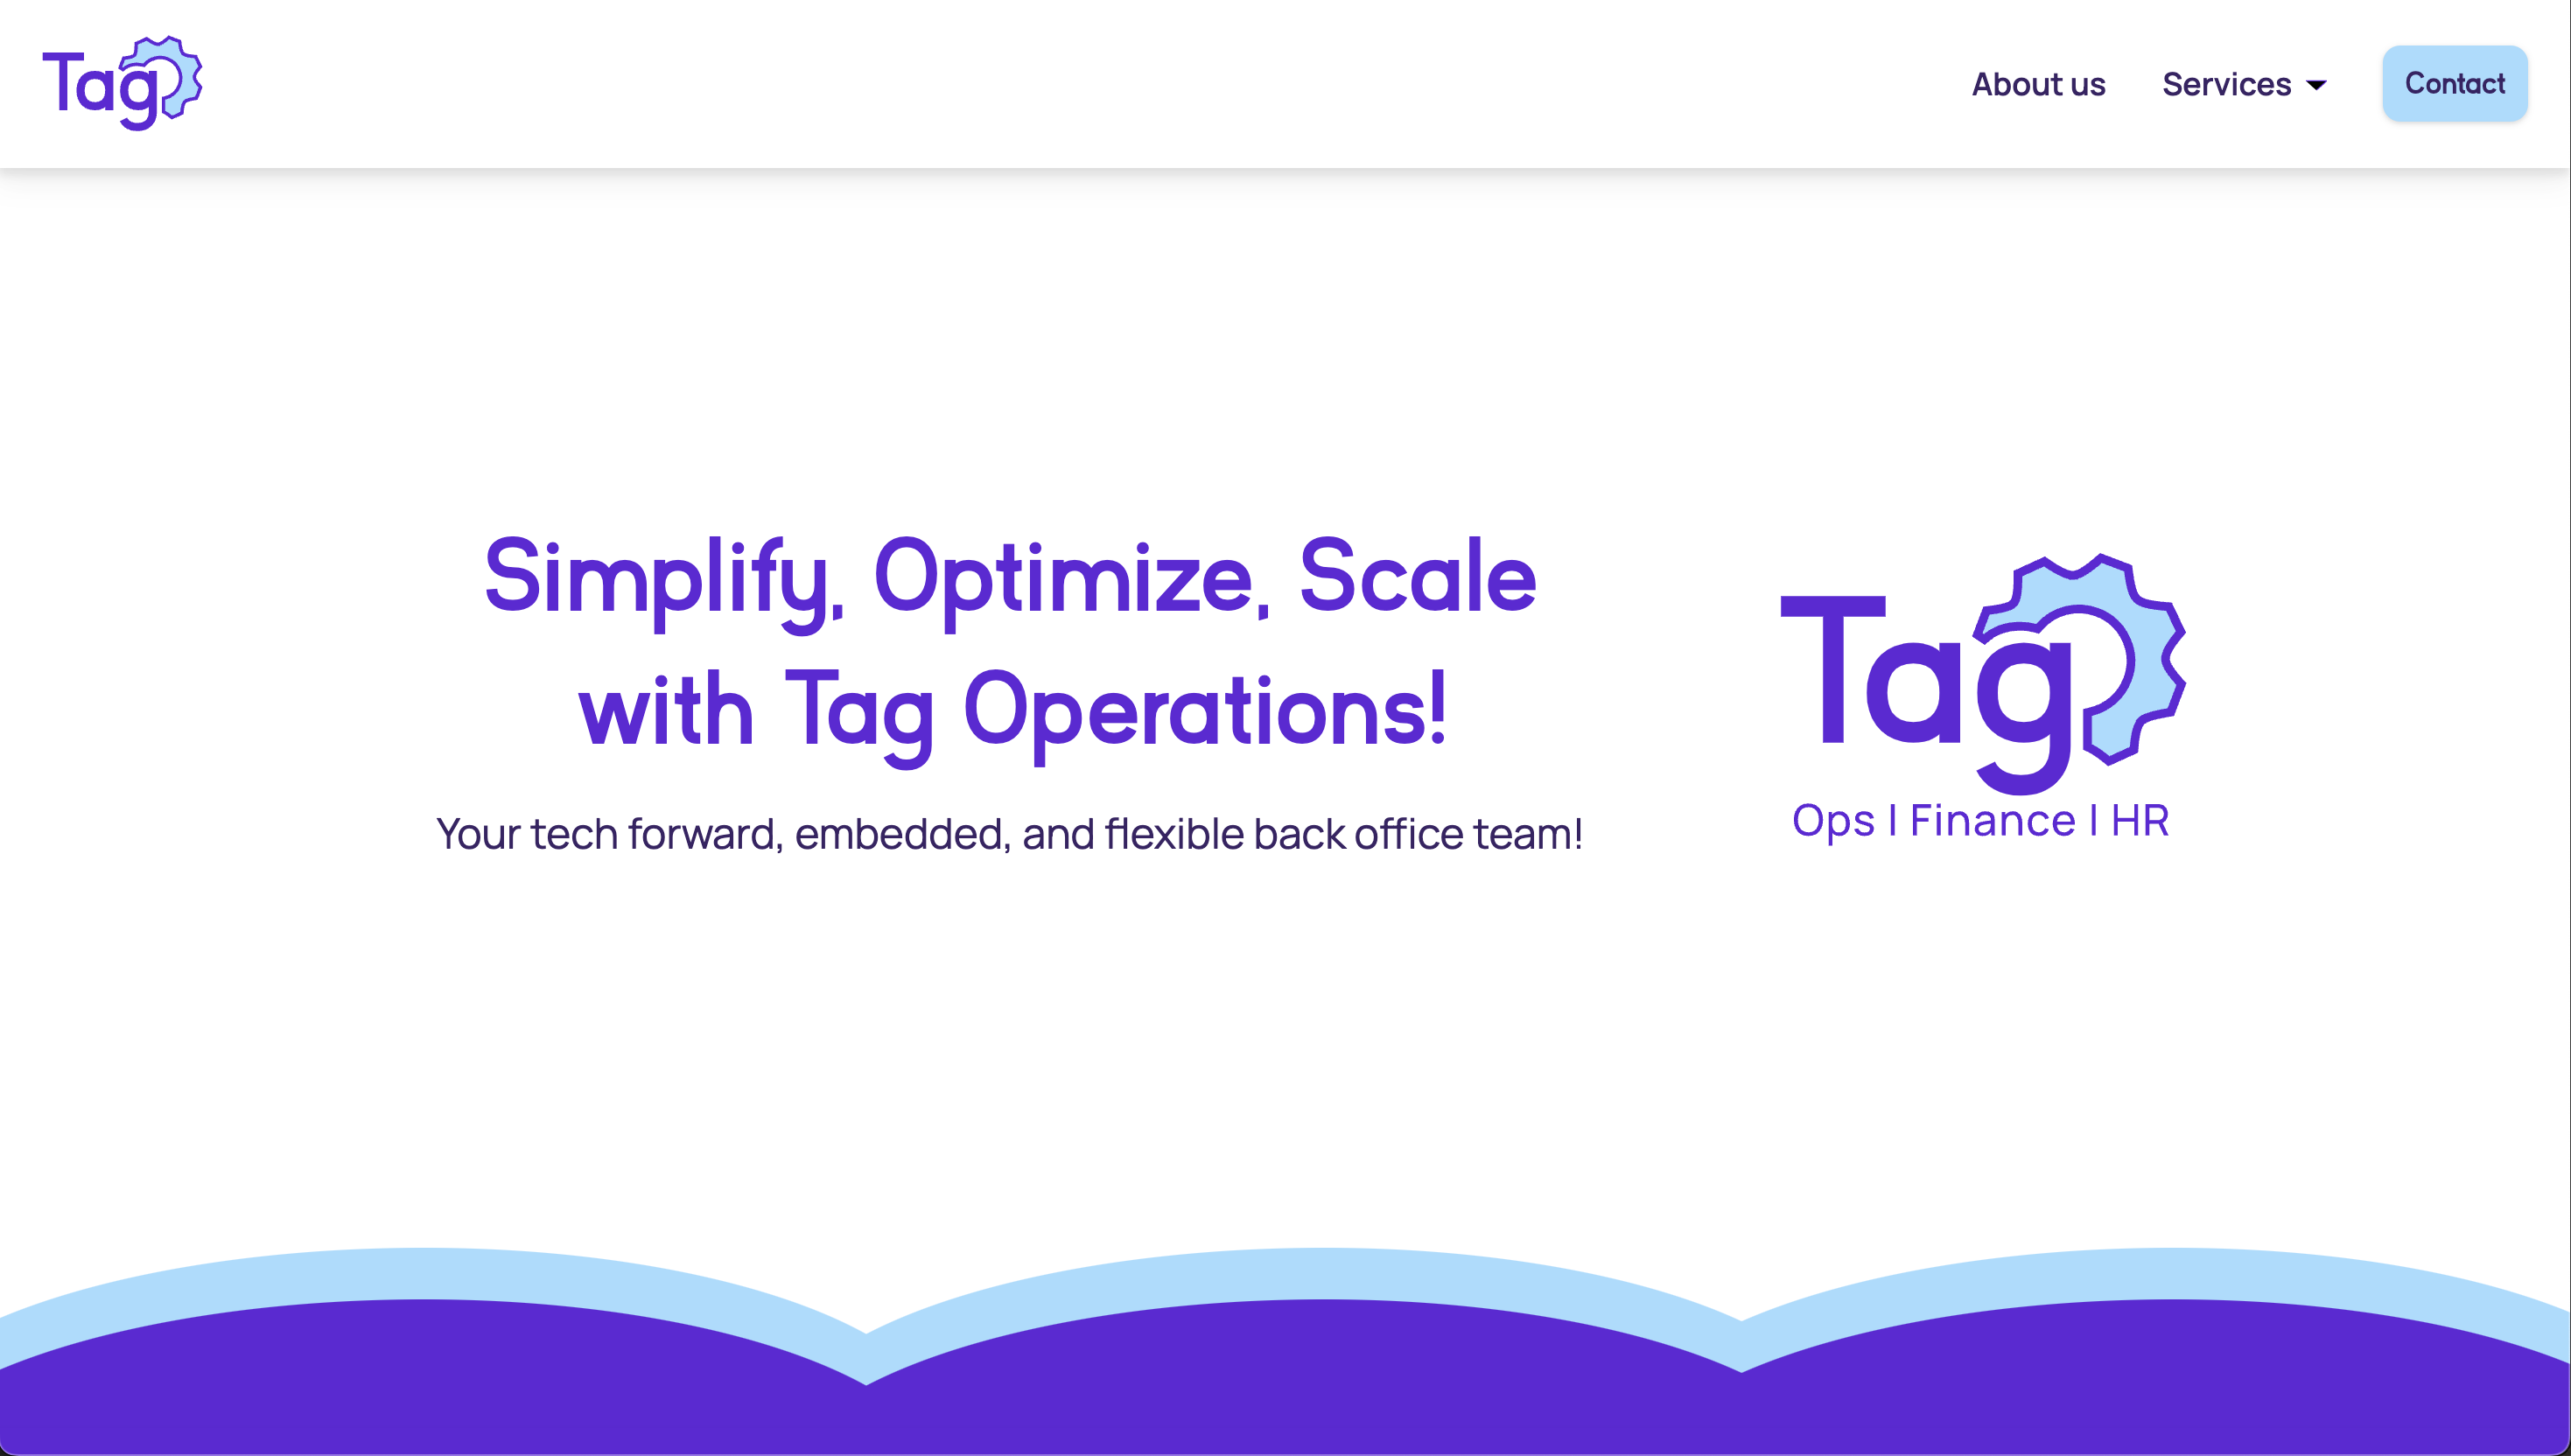 Tag
About us
Services
Contact
Simplify, Optimize, Scale
with Tag Operations!
Your tech forward, embedded, and flexible back office team!
Tag
Ops | Finance | HR